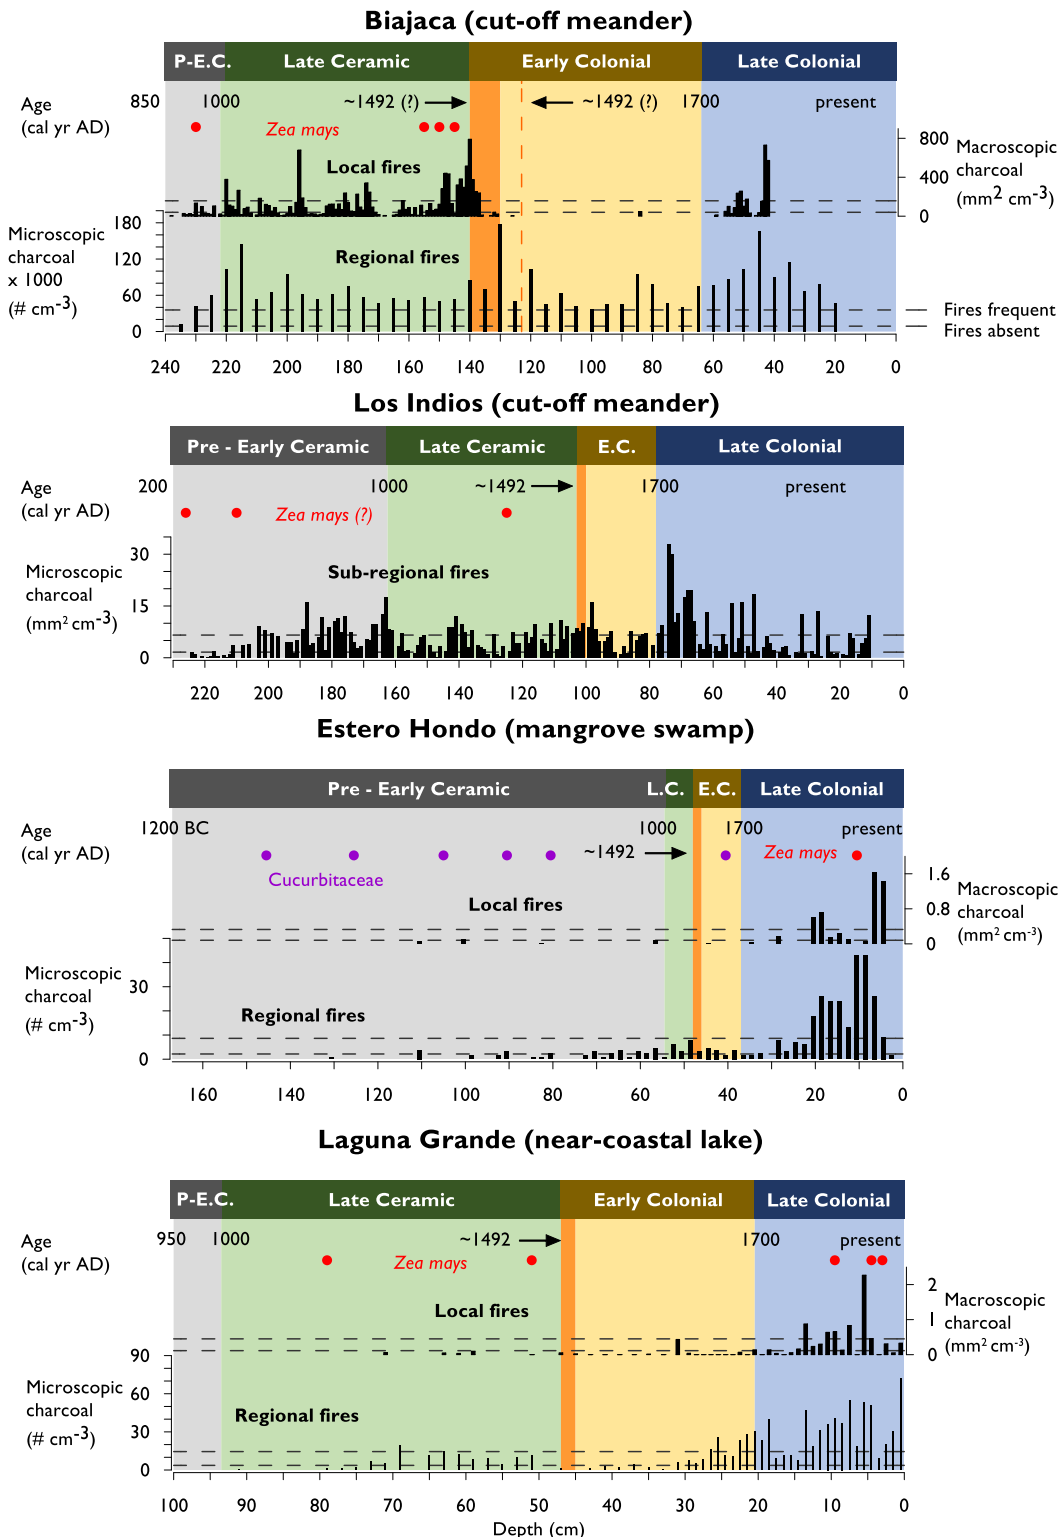 Biajaca (cut-off meander)
P-E.C. Late Ceramic Early Colonial Late Colonial
Age (cal yr AD)
850 1000 ~1492 (?) ~1492 (?) 1700 present
Zea mays
Local fires
800
400
0
Macroscopic
charcoal
(mm2 cm-3)
Microscopic
charcoal
x 1000
(# cm-3)
180
120
60
0
Regional fires
Fires frequent
Fires absent
240 220 200 180 160 140 120 100 80 60 40 20 0
Los Indios (cut-off meander)
Pre - Early Ceramic Late Ceramic E.C. Late Colonial
Age (cal yr AD)
200 1000 ~1492 1700 present
Zea mays (?)
Sub-regional fires
Microscopic
charcoal
(mm2 cm-3)
30
15
0
220 200 180 160 140 120 100 80 60 40 20 0
Estero Hondo (mangrove swamp)
Pre - Early Ceramic L.C. E.C. Late Colonial
Age (cal yr AD)
1200 BC 1000 ~1492 1700 present
Cucurbitaceae
Zea mays
Local fires
1.6
0.8
0
Macroscopic
charcoal
(mm2 cm-3)
Microscopic
charcoal
(# cm-3)
30
0
Regional fires
160 140 120 100 80 60 40 20 0
Laguna Grande (near-coastal lake)
P-E.C. Late Ceramic Early Colonial Late Colonial
Age (cal yr AD)
950 1000 ~1492 1700 present
Zea mays
Local fires
2
1
0
Macroscopic
charcoal
(mm2 cm-3)
Microscopic
charcoal
(# cm-3)
90
60
30
0
Regional fires
100 90 80 70 60 50 40 30 20 10 0
Depth (cm)